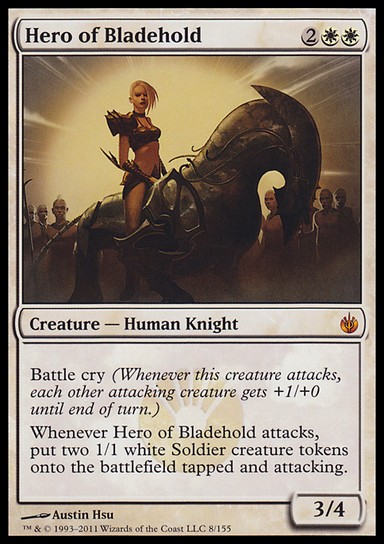 Hero of Bladehold 2
Creature — Human Knight
Battle cry (Whenever this creature attacks,
each other attacking creature gets +1/+0
until end of turn.)
Whenever Hero of Bladehold attacks,
put two 1/1 white Soldier creature tokens
onto the battlefield tapped and attacking.
3/4
Austin Hsu
™ & © 1993–2011 Wizards of the Coast LLC 8/155